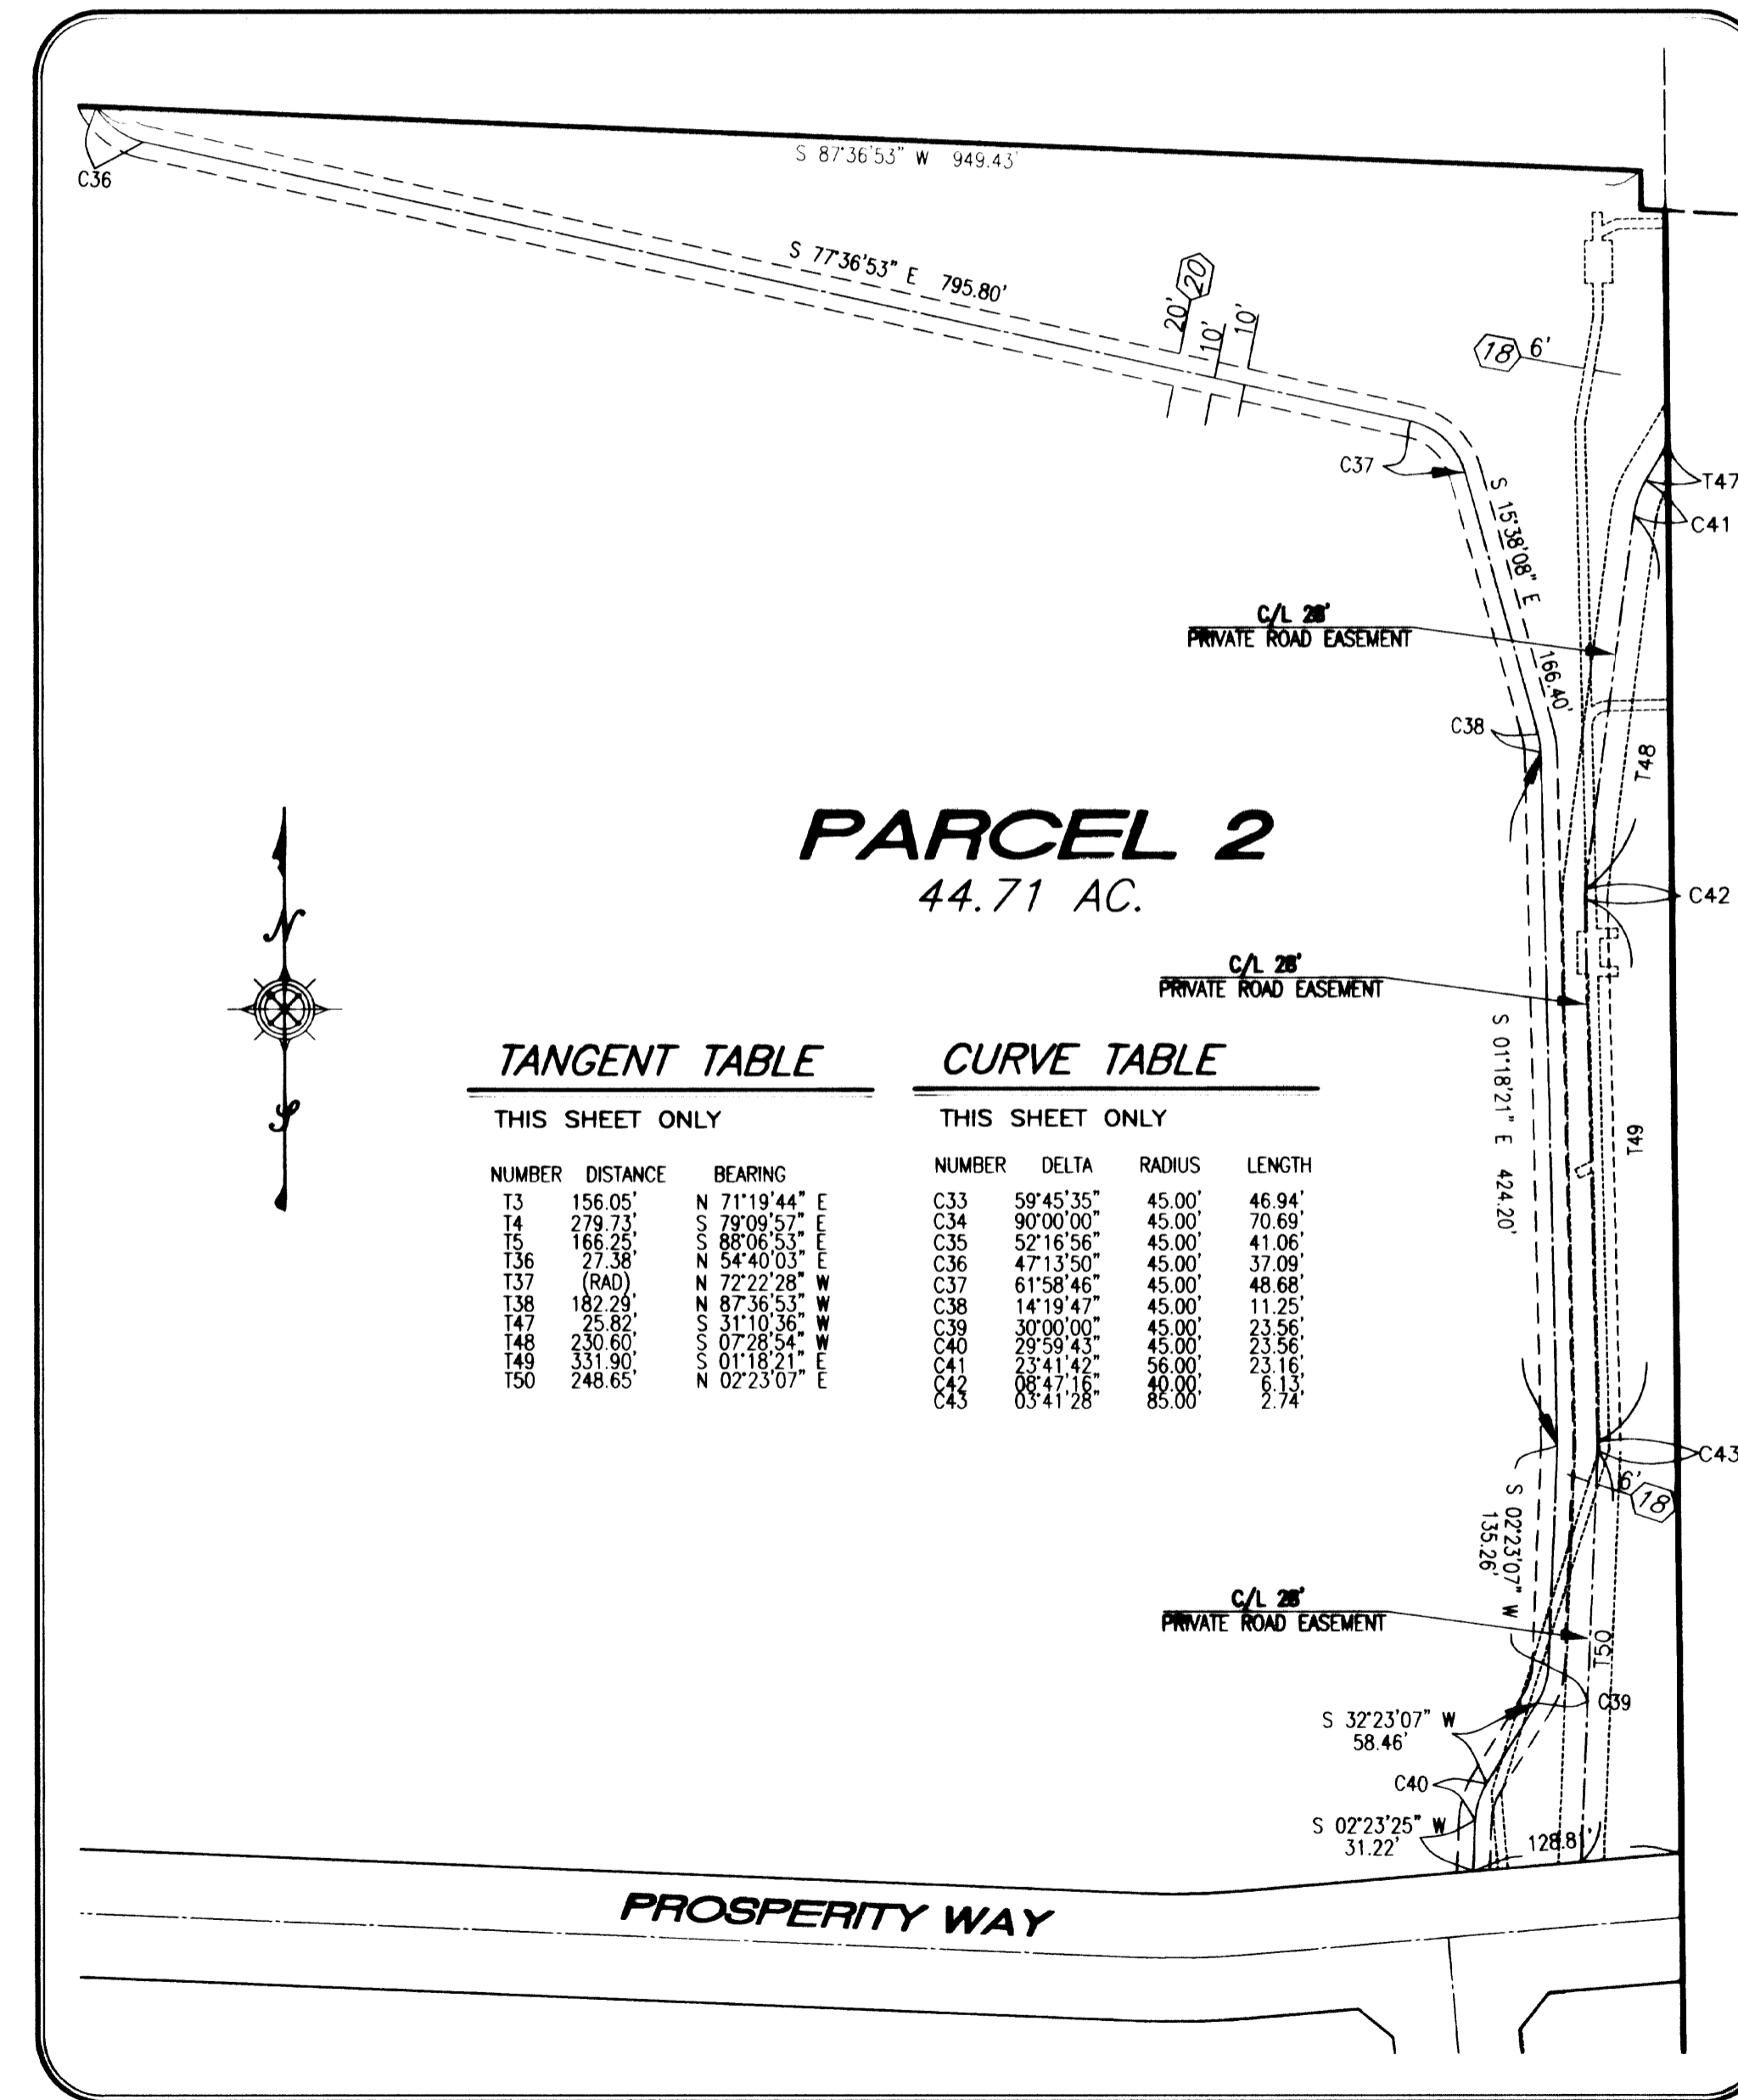 C36
S 87°36'53" W 949.43'
S 77°36'53" E 795.80'
20' 20
10' 10'
18 6'
C37
T47
C41
S 15°38'08" E 166.40'
C/L 28'
PRIVATE ROAD EASEMENT
C38
T48
PARCEL 2
44.71 AC.
C42
N
S
C/L 28'
PRIVATE ROAD EASEMENT
S 01°18'21" E 424.20'
T49
TANGENT TABLE
THIS SHEET ONLY
NUMBER DISTANCE BEARING
T3 156.05' N 71°19'44" E
T4 279.73' S 79°09'57" E
T5 166.25' S 88°06'53" E
T36 27.38' N 54°40'03" E
T37 (RAD) N 72°22'28" W
T38 182.29' N 87°36'53" W
T47 25.82' S 31°10'36" W
T48 230.60' S 07°28'54" W
T49 331.90' S 01°18'21" E
T50 248.65' N 02°23'07" E
CURVE TABLE
THIS SHEET ONLY
NUMBER DELTA RADIUS LENGTH
C33 59°45'35" 45.00' 46.94'
C34 90°00'00" 45.00' 70.69'
C35 52°16'56" 45.00' 41.06'
C36 47°13'50" 45.00' 37.09'
C37 61°58'46" 45.00' 48.68'
C38 14°19'47" 45.00' 11.25'
C39 30°00'00" 45.00' 23.56'
C40 29°59'43" 45.00' 23.56'
C41 23°41'42" 56.00' 23.16'
C42 08°47'16" 40.00' 6.13'
C43 03°41'28" 85.00' 2.74'
C43
6' 18
S 02°23'07" W
135.26'
C/L 28'
PRIVATE ROAD EASEMENT
T50
C39
S 32°23'07" W
58.46'
C40
S 02°23'25" W
31.22'
128.81'
PROSPERITY WAY